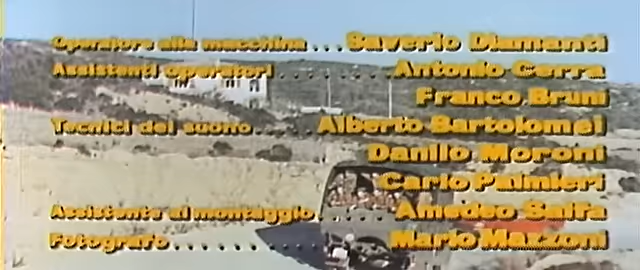 Operatore alla macchina ... Saverio Diamanti
Assistenti operatori ........ Antonio Cerra
Franco Bruni
Tecnici del suono ..... Alberto Bartolomei
Danilo Moroni
Carlo Palmieri
Assistente al montaggio ...... Amedeo Salfa
Fotografo .......... Mario Mazzoni